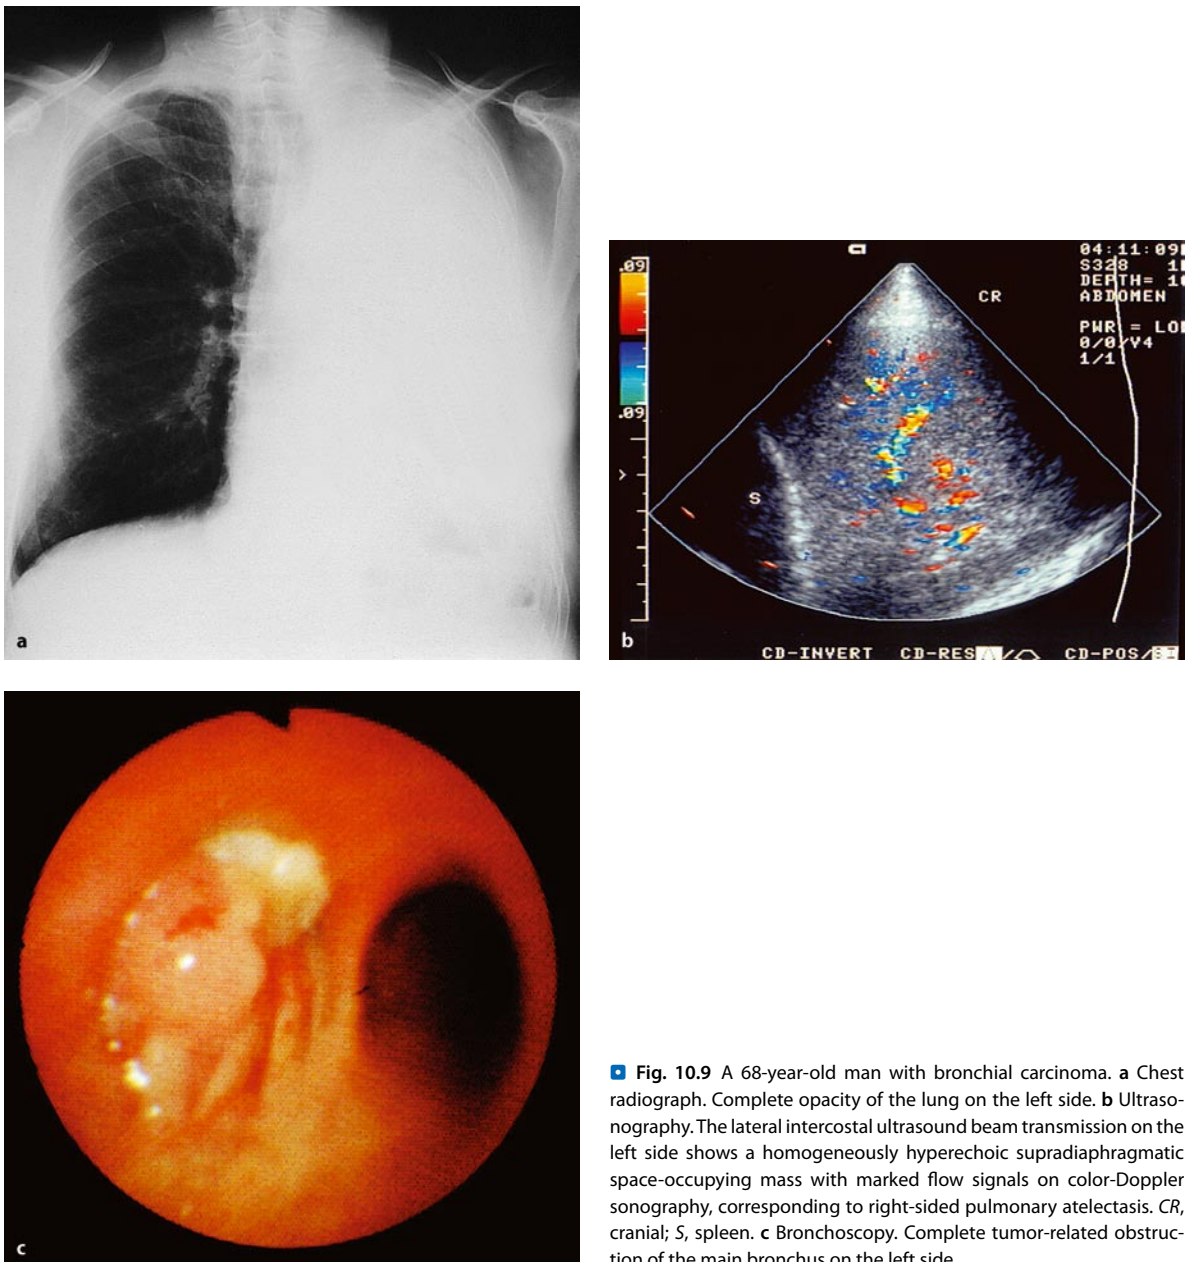 a
.09
.09
CR
S
04:11:09
S328
DEPTH=
ABDOMEN
PWR = LO
0/0/V4
1/1
CD-INVERT CD-RES CD-POS/
b
c
Fig. 10.9 A 68-year-old man with bronchial carcinoma. a Chest
radiograph. Complete opacity of the lung on the left side. b Ultraso-
nography. The lateral intercostal ultrasound beam transmission on the
left side shows a homogeneously hyperechoic supradiaphragmatic
space-occupying mass with marked flow signals on color-Doppler
sonography, corresponding to right-sided pulmonary atelectasis. CR,
cranial; S, spleen. c Bronchoscopy. Complete tumor-related obstruc-
tion of the main bronchus on the left side